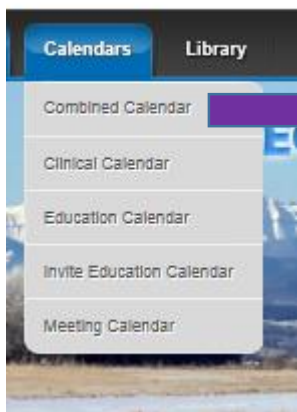 Calendars Library
Combined Calendar
Clinical Calendar
Education Calendar
Invite Education Calendar
Meeting Calendar